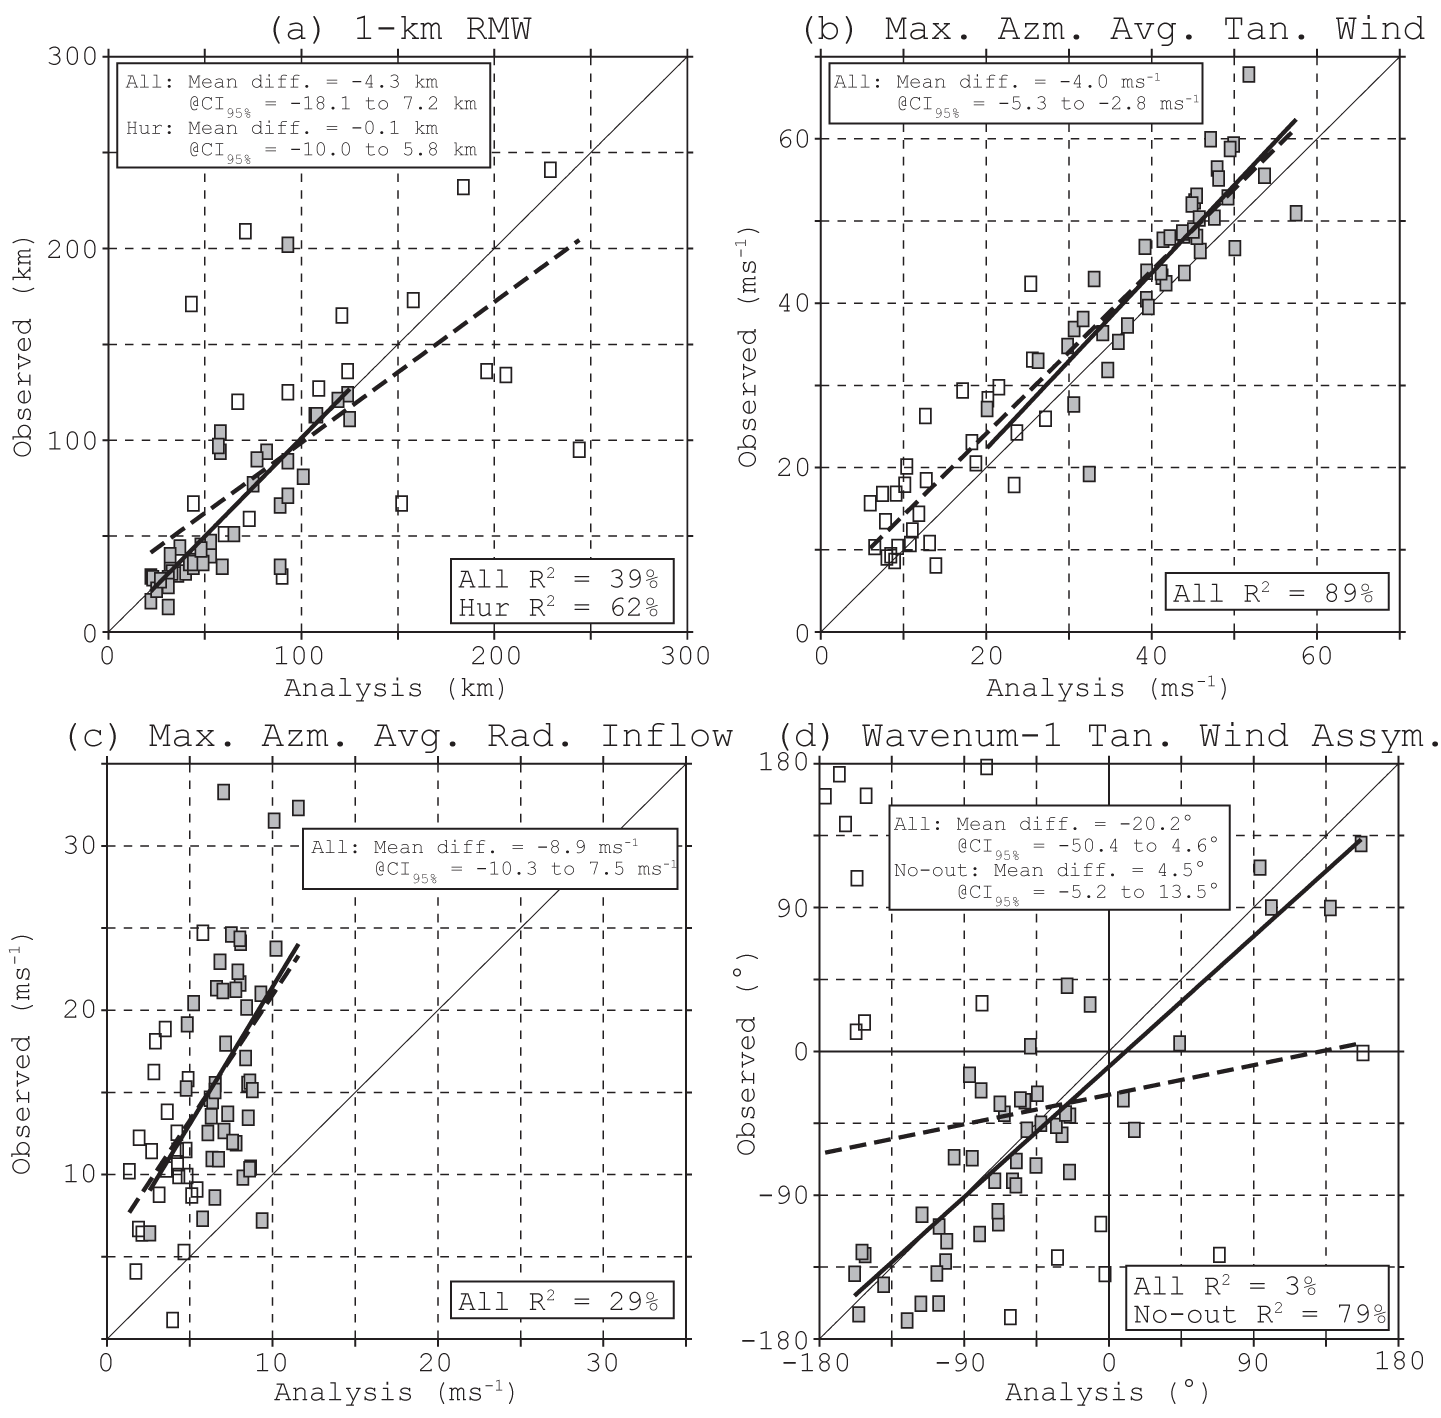 (a) 1-km RMW
All: Mean diff. = -4.3 km
@CI95% = -18.1 to 7.2 km
Hur: Mean diff. = -0.1 km
@CI95% = -10.0 to 5.8 km
300
200
100
0
Observed (km)
All R² = 39%
Hur R² = 62%
0 100 200 300
Analysis (km)
(b) Max. Azm. Avg. Tan. Wind
All: Mean diff. = -4.0 ms⁻¹
@CI95% = -5.3 to -2.8 ms⁻¹
60
40
20
0
Observed (ms⁻¹)
All R² = 89%
0 20 40 60
Analysis (ms⁻¹)
(c) Max. Azm. Avg. Rad. Inflow
All: Mean diff. = -8.9 ms⁻¹
@CI95% = -10.3 to 7.5 ms⁻¹
30
20
10
Observed (ms⁻¹)
All R² = 29%
0 10 20 30
Analysis (ms⁻¹)
(d) Wavenum-1 Tan. Wind Assym.
All: Mean diff. = -20.2°
@CI95% = -50.4 to 4.6°
No-out: Mean diff. = 4.5°
@CI95% = -5.2 to 13.5°
180
90
0
-90
-180
Observed (°)
All R² = 3%
No-out R² = 79%
-180 -90 0 90 180
Analysis (°)